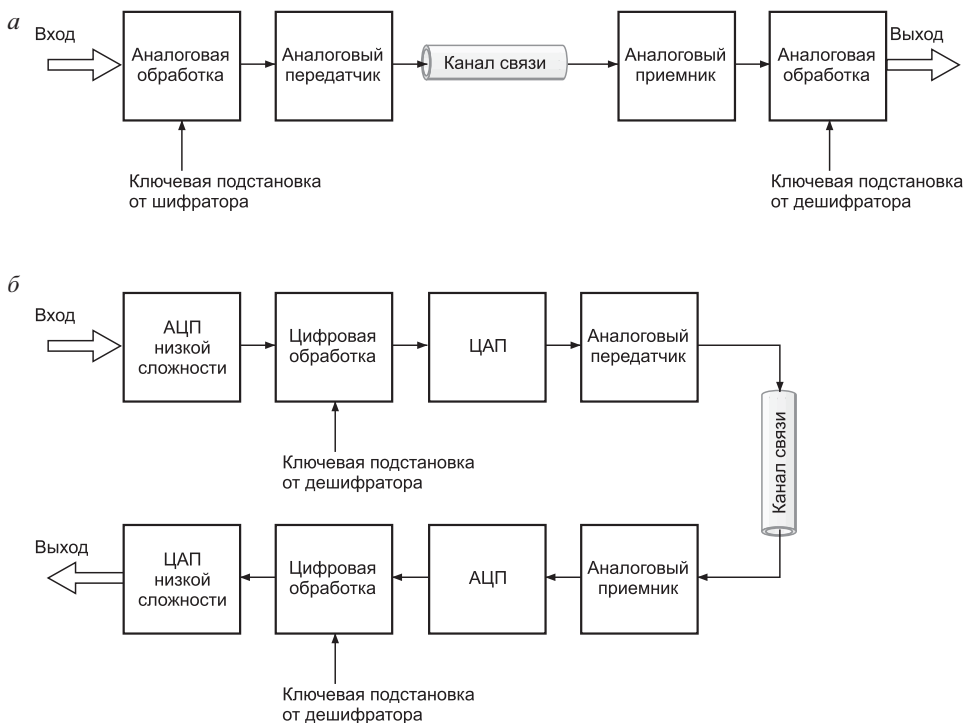 а
Вход
Аналоговая
обработка
Аналоговый
передатчик
Канал связи
Аналоговый
приемник
Аналоговая
обработка
Выход
Ключевая подстановка
от шифратора
Ключевая подстановка
от дешифратора
б
Вход
АЦП
низкой
сложности
Цифровая
обработка
ЦАП
Аналоговый
передатчик
Ключевая подстановка
от дешифратора
Канал связи
Выход
ЦАП
низкой
сложности
Цифровая
обработка
АЦП
Аналоговый
приемник
Ключевая подстановка
от дешифратора